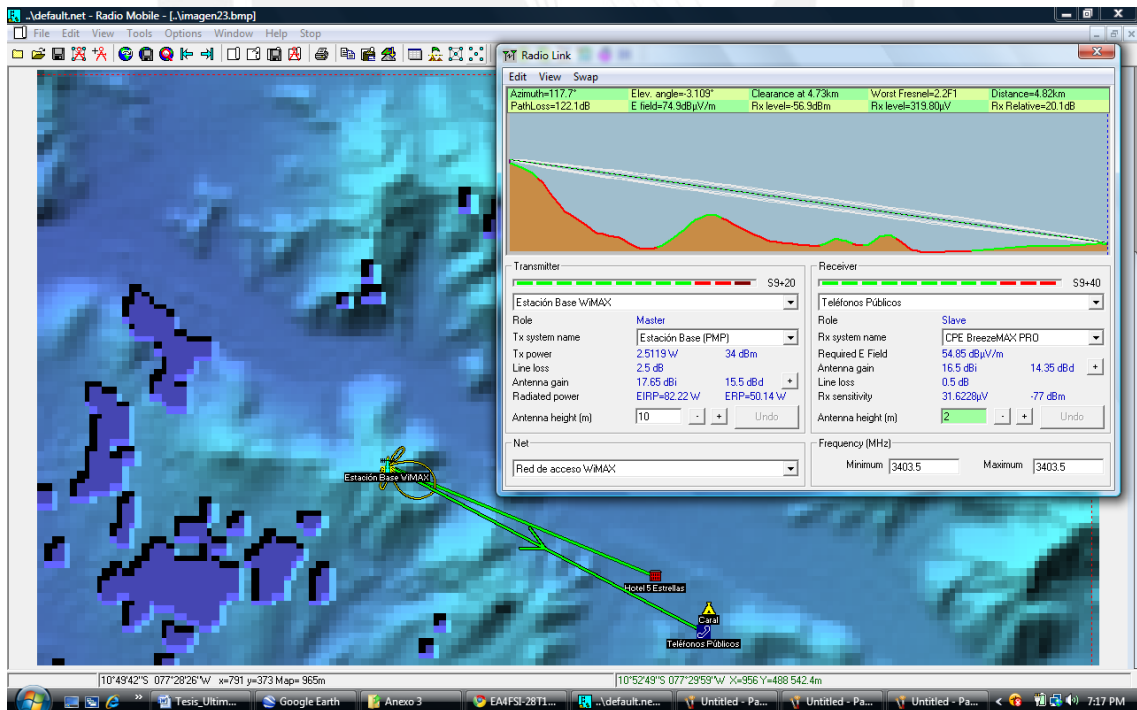 ..\default.net - Radio Mobile - [..\imagen23.bmp]
File Edit View Tools Options Window Help Stop
Radio Link
Edit View Swap
Azimuth=117.7° Elev. angle=-3.109° Clearance at 4.73km Worst Fresnel=2.2F1 Distance=4.82km
PathLoss=122.1dB E field=74.9dBµV/m Rx level=-56.9dBm Rx level=319.80µV Rx Relative=20.1dB
Transmitter
S9+20
Estación Base WiMAX
Role Master
Tx system name Estación Base (PMP)
Tx power 2.5119 W 34 dBm
Line loss 2.5 dB
Antenna gain 17.65 dBi 15.5 dBd +
Radiated power EIRP=82.22 W ERP=50.14 W
Antenna height (m) 10 - + Undo
Net
Red de acceso WiMAX
Receiver
S9+40
Teléfonos Públicos
Role Slave
Rx system name CPE BreezeMAX PRO
Required E Field 54.85 dBµV/m
Antenna gain 16.5 dBi 14.35 dBd +
Line loss 0.5 dB
Rx sensitivity 31.6228µV -77 dBm
Antenna height (m) 2 - + Undo
Frequency (MHz)
Minimum 3403.5 Maximum 3403.5
Estación Base WiMAX
Hotel 5 Estrellas
Caral
Teléfonos Públicos
10°49'42''S 077°28'26''W x=791 y=373 Map= 965m
10°52'49''S 077°29'59''W X=956 Y=488 542.4m
Tesis_Ultim...
Google Earth
Anexo 3
EA4FSI-28T1...
..\default.ne...
Untitled - Pa...
Untitled - Pa...
Untitled - Pa...
7:17 PM